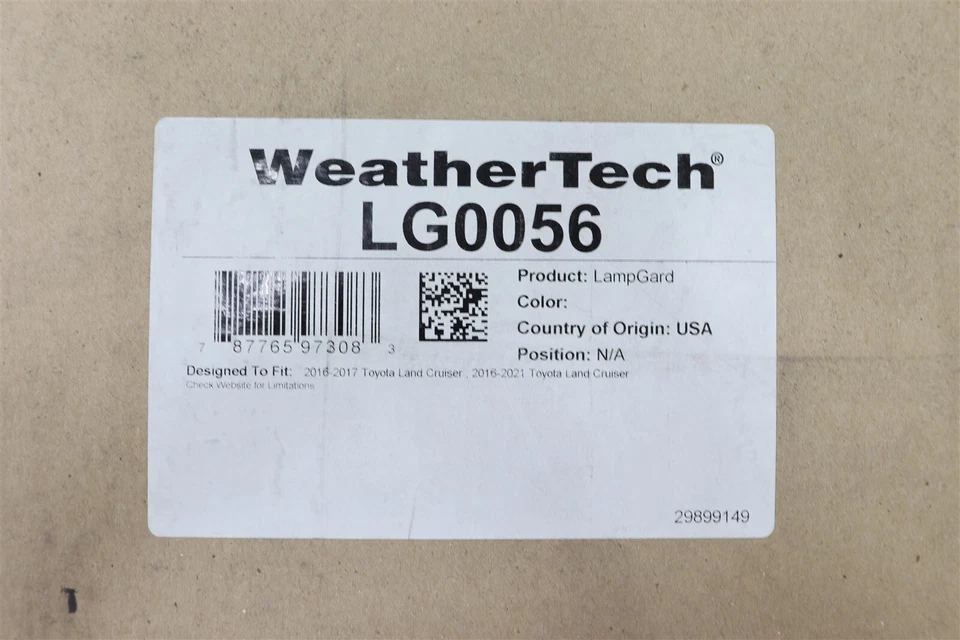 WeatherTech®
LG0056
Product: LampGard
Color:
Country of Origin: USA
Position: N/A
7 87765 97308 3
Designed To Fit: 2016-2017 Toyota Land Cruiser , 2016-2021 Toyota Land Cruiser
Check Website for Limitations
29899149